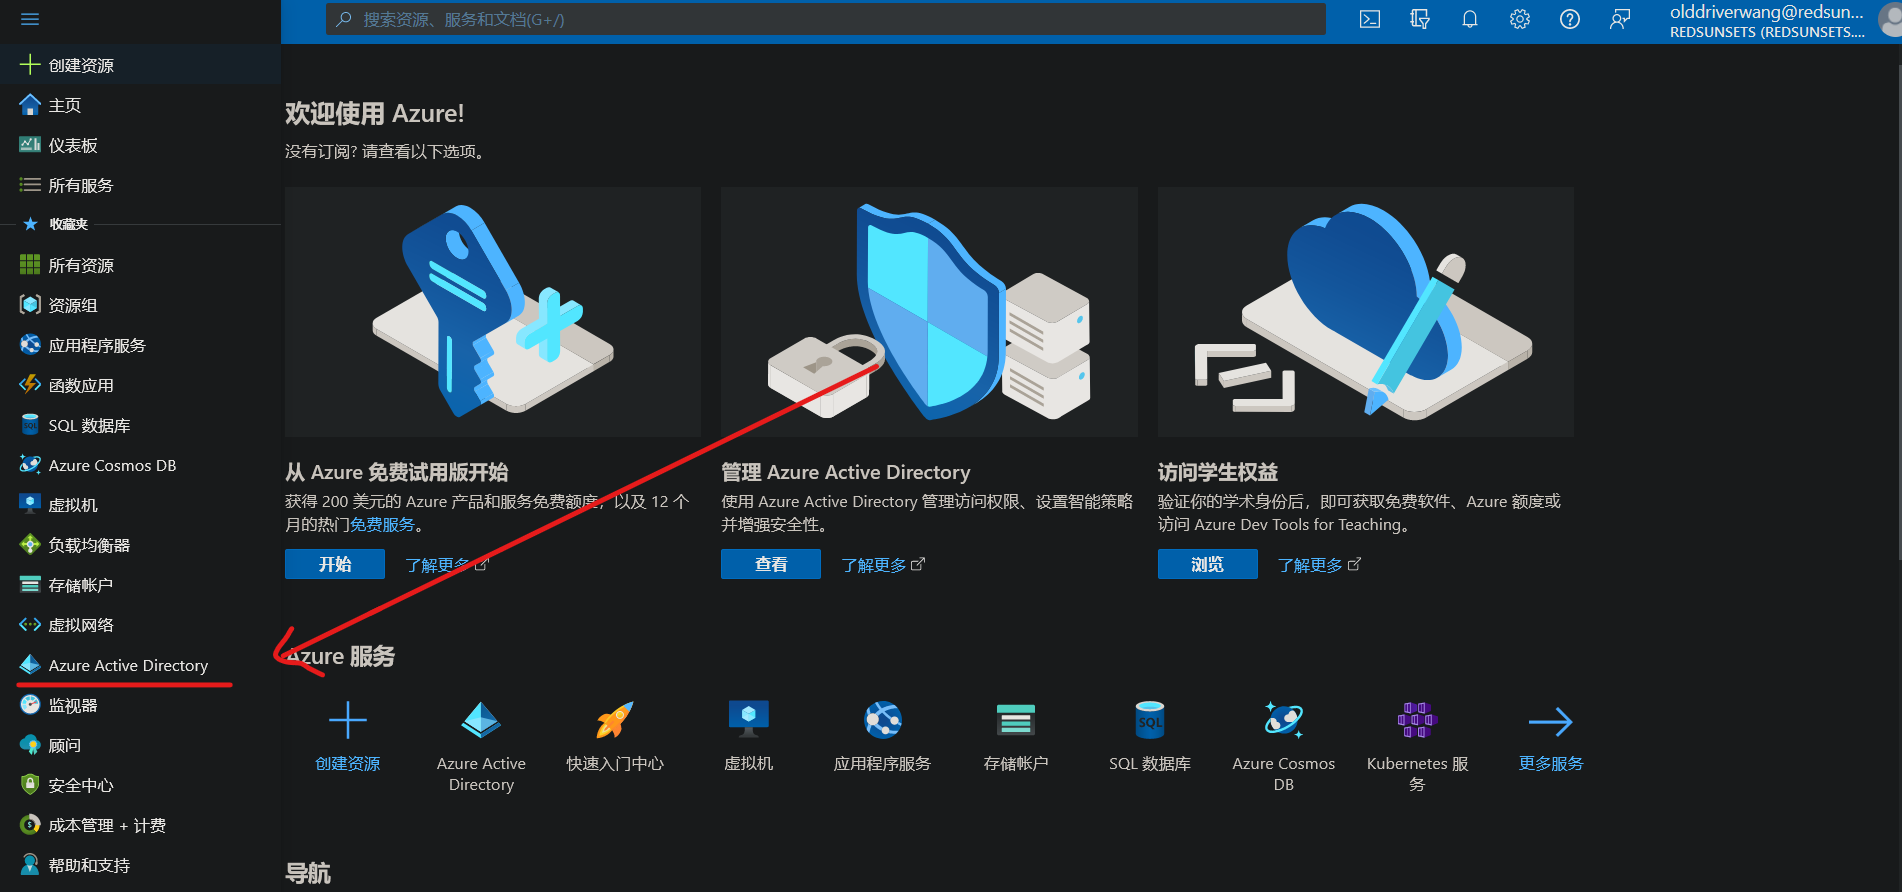 搜索资源、服务和文档(G+/)
olddriverwang@redsun...
REDSUNSETS (REDSUNSETS....
创建资源
主页
仪表板
所有服务
收藏夹
所有资源
资源组
应用程序服务
函数应用
SQL 数据库
Azure Cosmos DB
虚拟机
负载均衡器
存储帐户
虚拟网络
Azure Active Directory
监视器
顾问
安全中心
成本管理 + 计费
帮助和支持
欢迎使用 Azure!
没有订阅? 请查看以下选项。
从 Azure 免费试用版开始
获得 200 美元的 Azure 产品和服务免费额度，以及 12 个
月的热门免费服务。
开始
了解更多
管理 Azure Active Directory
使用 Azure Active Directory 管理访问权限、设置智能策略
并增强安全性。
查看
了解更多
访问学生权益
验证你的学术身份后，即可获取免费软件、Azure 额度或
访问 Azure Dev Tools for Teaching。
浏览
了解更多
Azure 服务
创建资源
Azure Active
Directory
快速入门中心
虚拟机
应用程序服务
存储帐户
SQL
SQL 数据库
Azure Cosmos
DB
Kubernetes 服
务
更多服务
导航